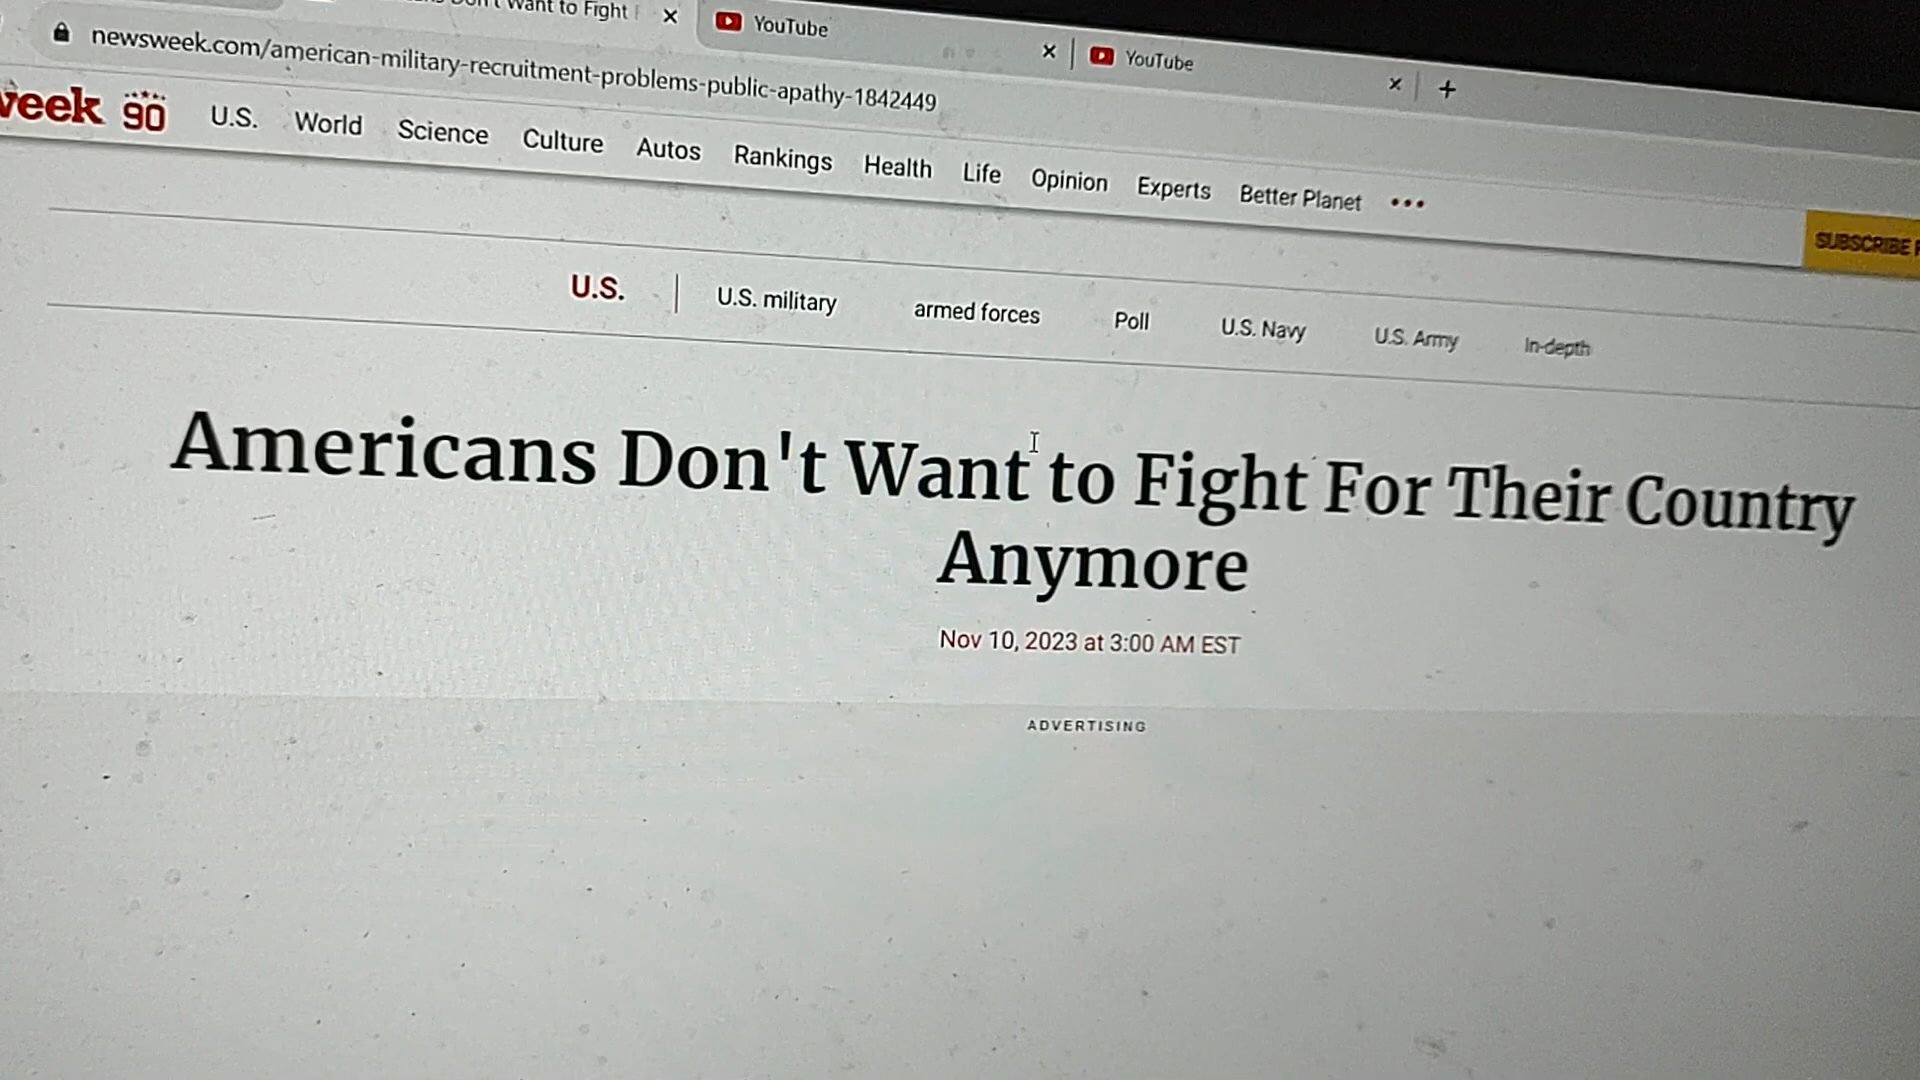 Want to Fight
YouTube
YouTube
newsweek.com/american-military-recruitment-problems-public-apathy-1842449
week 90 U.S. World Science Culture Autos Rankings Health Life Opinion Experts Better Planet
SUBSCRIBE
U.S. U.S. military armed forces Poll U.S. Navy U.S. Army In-depth
Americans Don't Want to Fight For Their Country
Anymore
Nov 10, 2023 at 3:00 AM EST
ADVERTISING